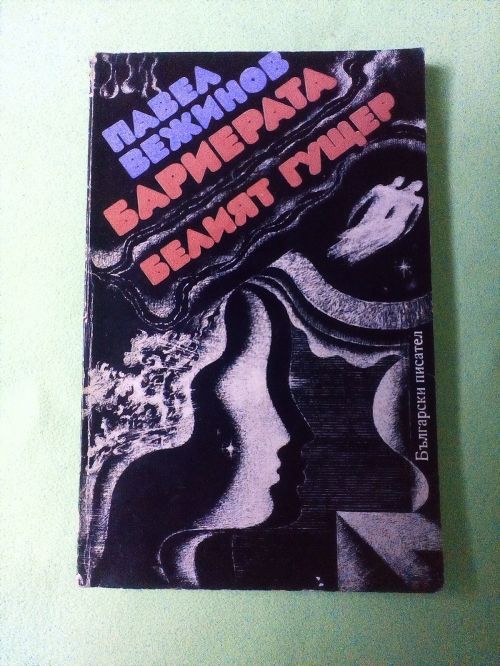 ПАВЕЛ
ВЕЖИНОВ
БАРИЕРАТА
БЕЛИЯТ ГУЩЕР
Български писател